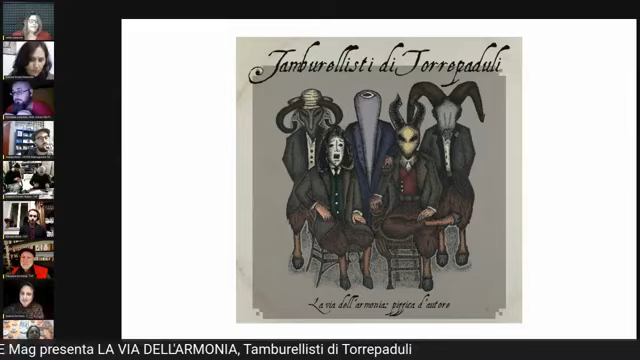 Tamburellisti di Torrepaduli
La via dell'armonia: pizzica d'autore
E Mag presenta LA VIA DELL'ARMONIA, Tamburellisti di Torrepaduli